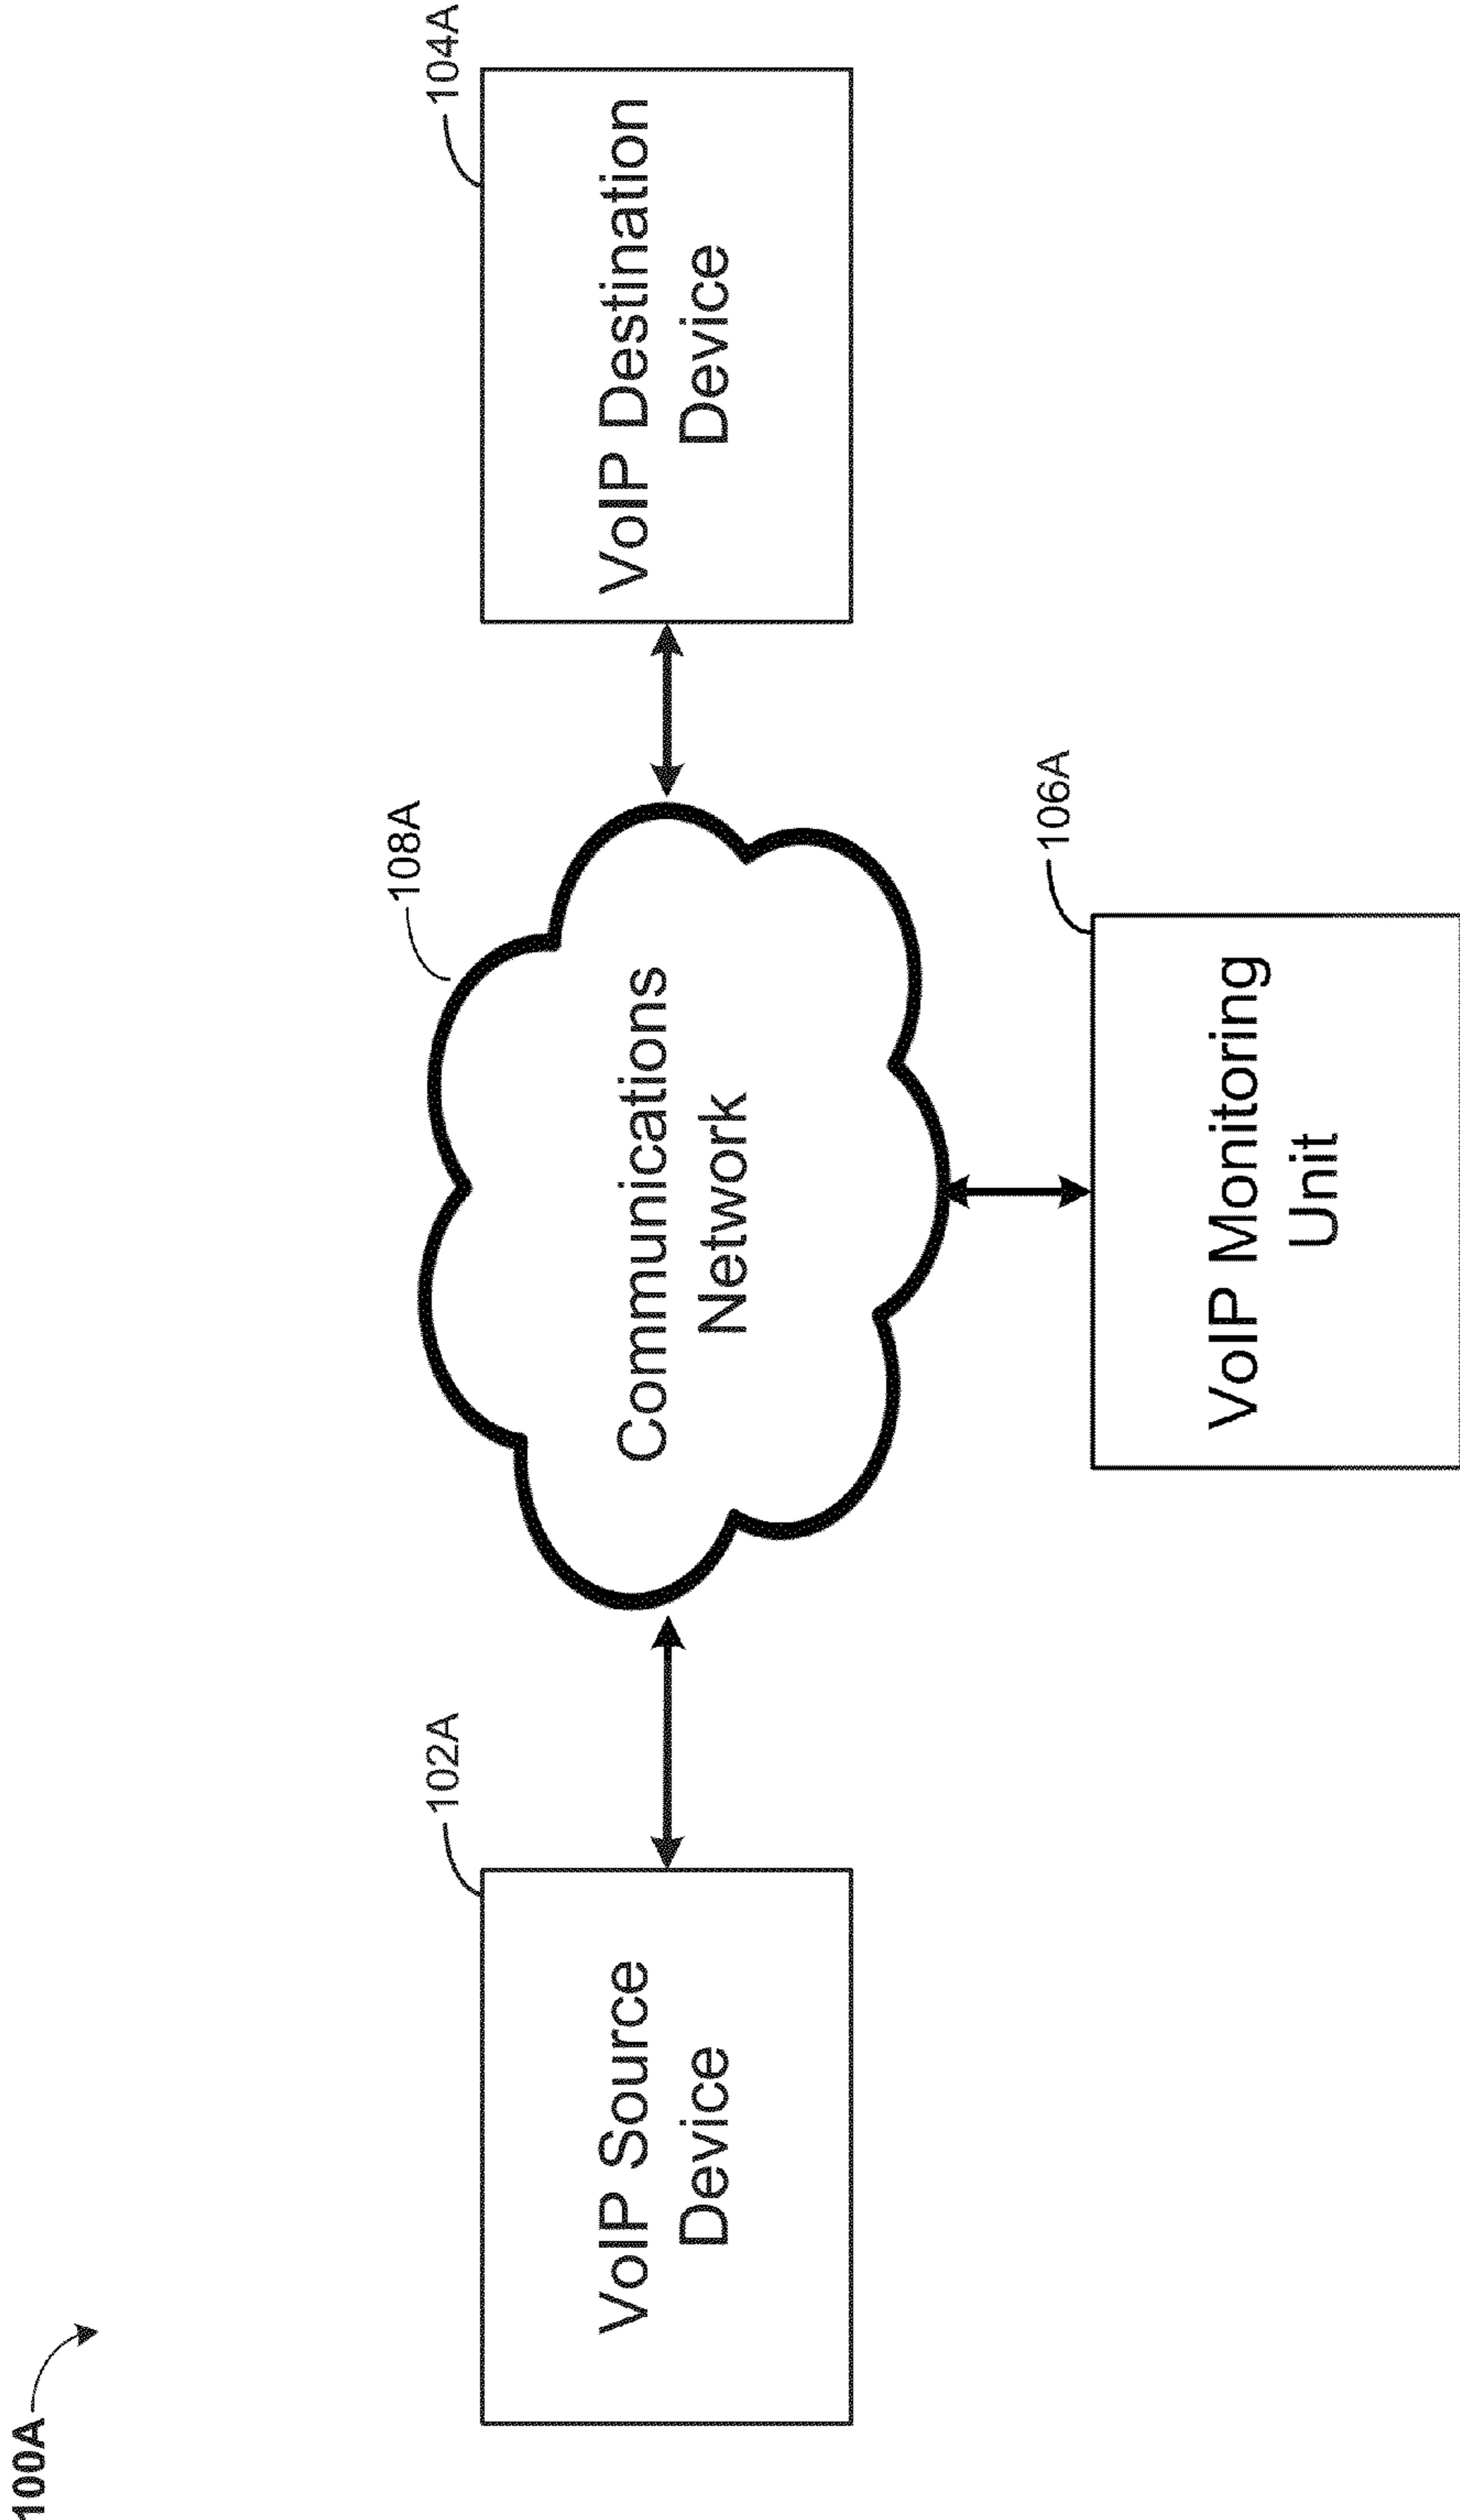 100A
102A
VoIP Source
Device
108A
Communications
Network
104A
VoIP Destination
Device
106A
VoIP Monitoring
Unit